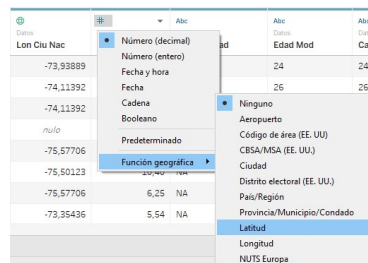 # Abc Abc Abc
Datos Datos Datos
Lon Ciu Nac ad Edad Mod Ca
-73,93889 24 24
-74,11392 26 26
-74,11392
nulo
-75,57706
-75,50123 10,40 NA
-75,57706 6,25 NA
-73,35436 5,54 NA
Número (decimal)
Número (entero)
Fecha y hora
Fecha
Cadena
Booleano
Predeterminado
Función geográfica
Ninguno
Aeropuerto
Código de área (EE. UU)
CBSA/MSA (EE. UU.)
Ciudad
Distrito electoral (EE. UU.)
País/Región
Provincia/Municipio/Condado
Latitud
Longitud
NUTS Europa